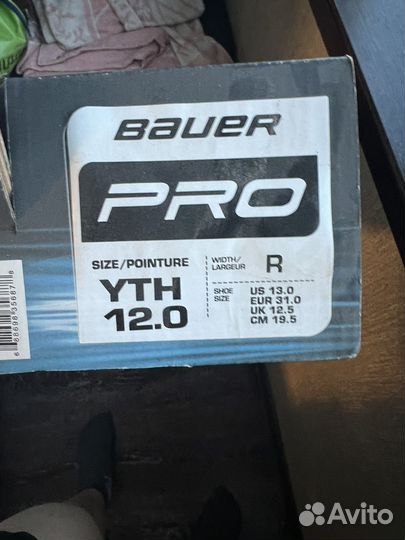 BAUER
PRO
SIZE/POINTURE
YTH
12.0
WIDTH/
LARGEUR
R
SHOE
SIZE
US 13.0
EUR 31.0
UK 12.5
CM 19.5
Avito